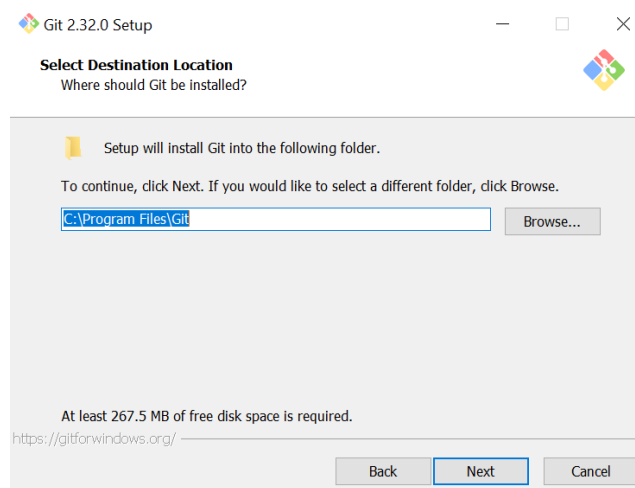 Git 2.32.0 Setup
Select Destination Location
Where should Git be installed?
Setup will install Git into the following folder.
To continue, click Next. If you would like to select a different folder, click Browse.
C:\Program Files\Git
Browse...
At least 267.5 MB of free disk space is required.
https://gitforwindows.org/
Back Next Cancel